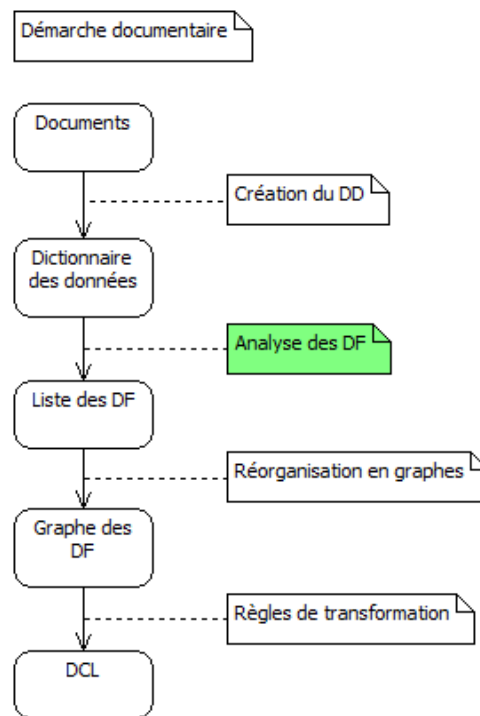 Démarche documentaire
Documents
Création du DD
Dictionnaire
des données
Analyse des DF
Liste des DF
Réorganisation en graphes
Graphe des
DF
Règles de transformation
DCL